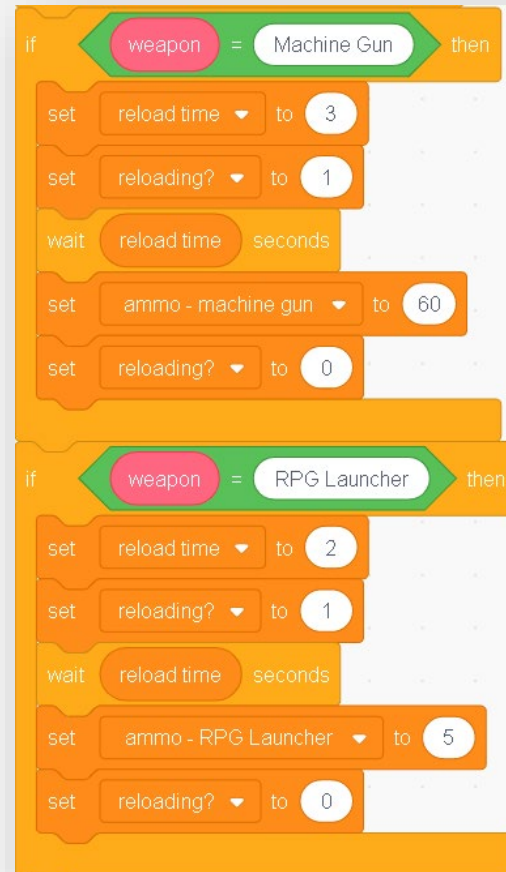 if weapon = Machine Gun then
set reload time to 3
set reloading? to 1
wait reload time seconds
set ammo - machine gun to 60
set reloading? to 0
if weapon = RPG Launcher then
set reload time to 2
set reloading? to 1
wait reload time seconds
set ammo - RPG Launcher to 5
set reloading? to 0